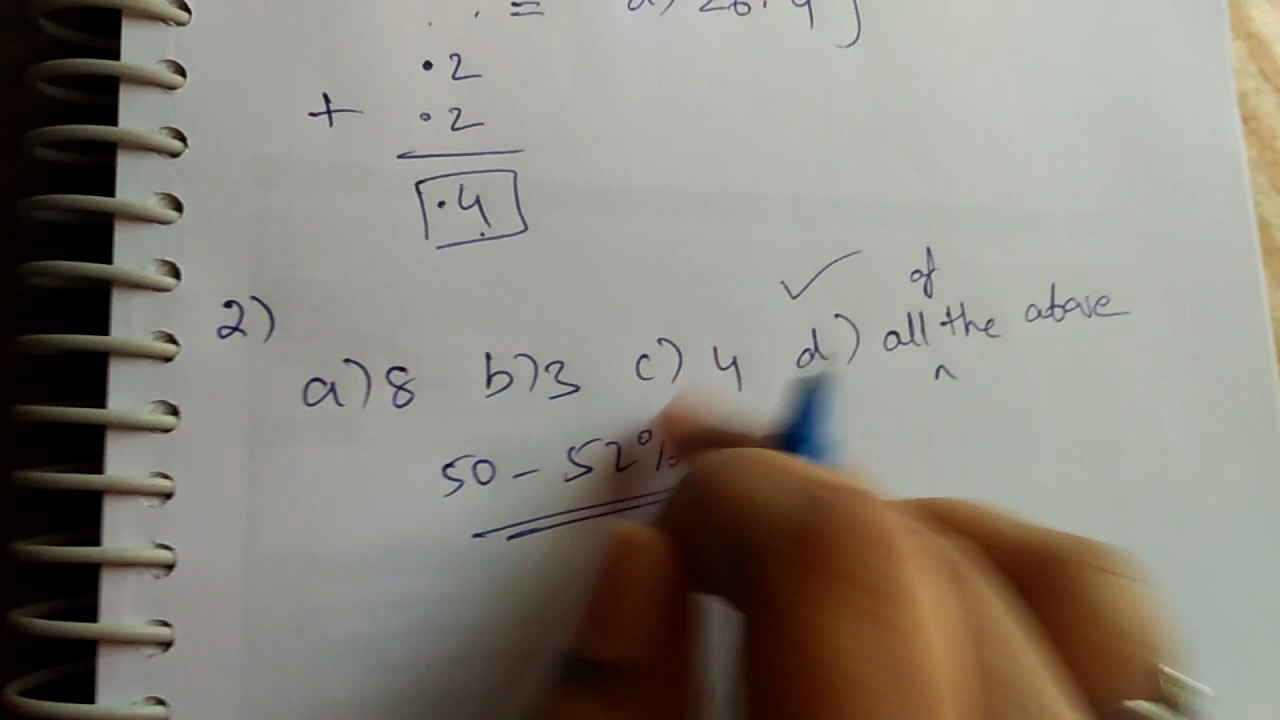 ·2
+ ·2
·4
2)
a) 8 b) 3 c) 4 d) all of the above
50 - 52%